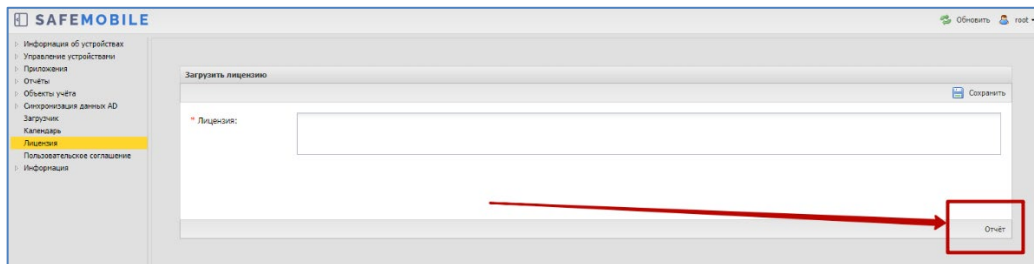 SAFEMOBILE
Обновить root
Информация об устройствах
Управление устройствами
Приложения
Отчёты
Объекты учёта
Синхронизация данных AD
Загрузчик
Календарь
Лицензия
Пользовательское соглашение
Информация
Загрузить лицензию
Сохранить
* Лицензия:
Отчёт